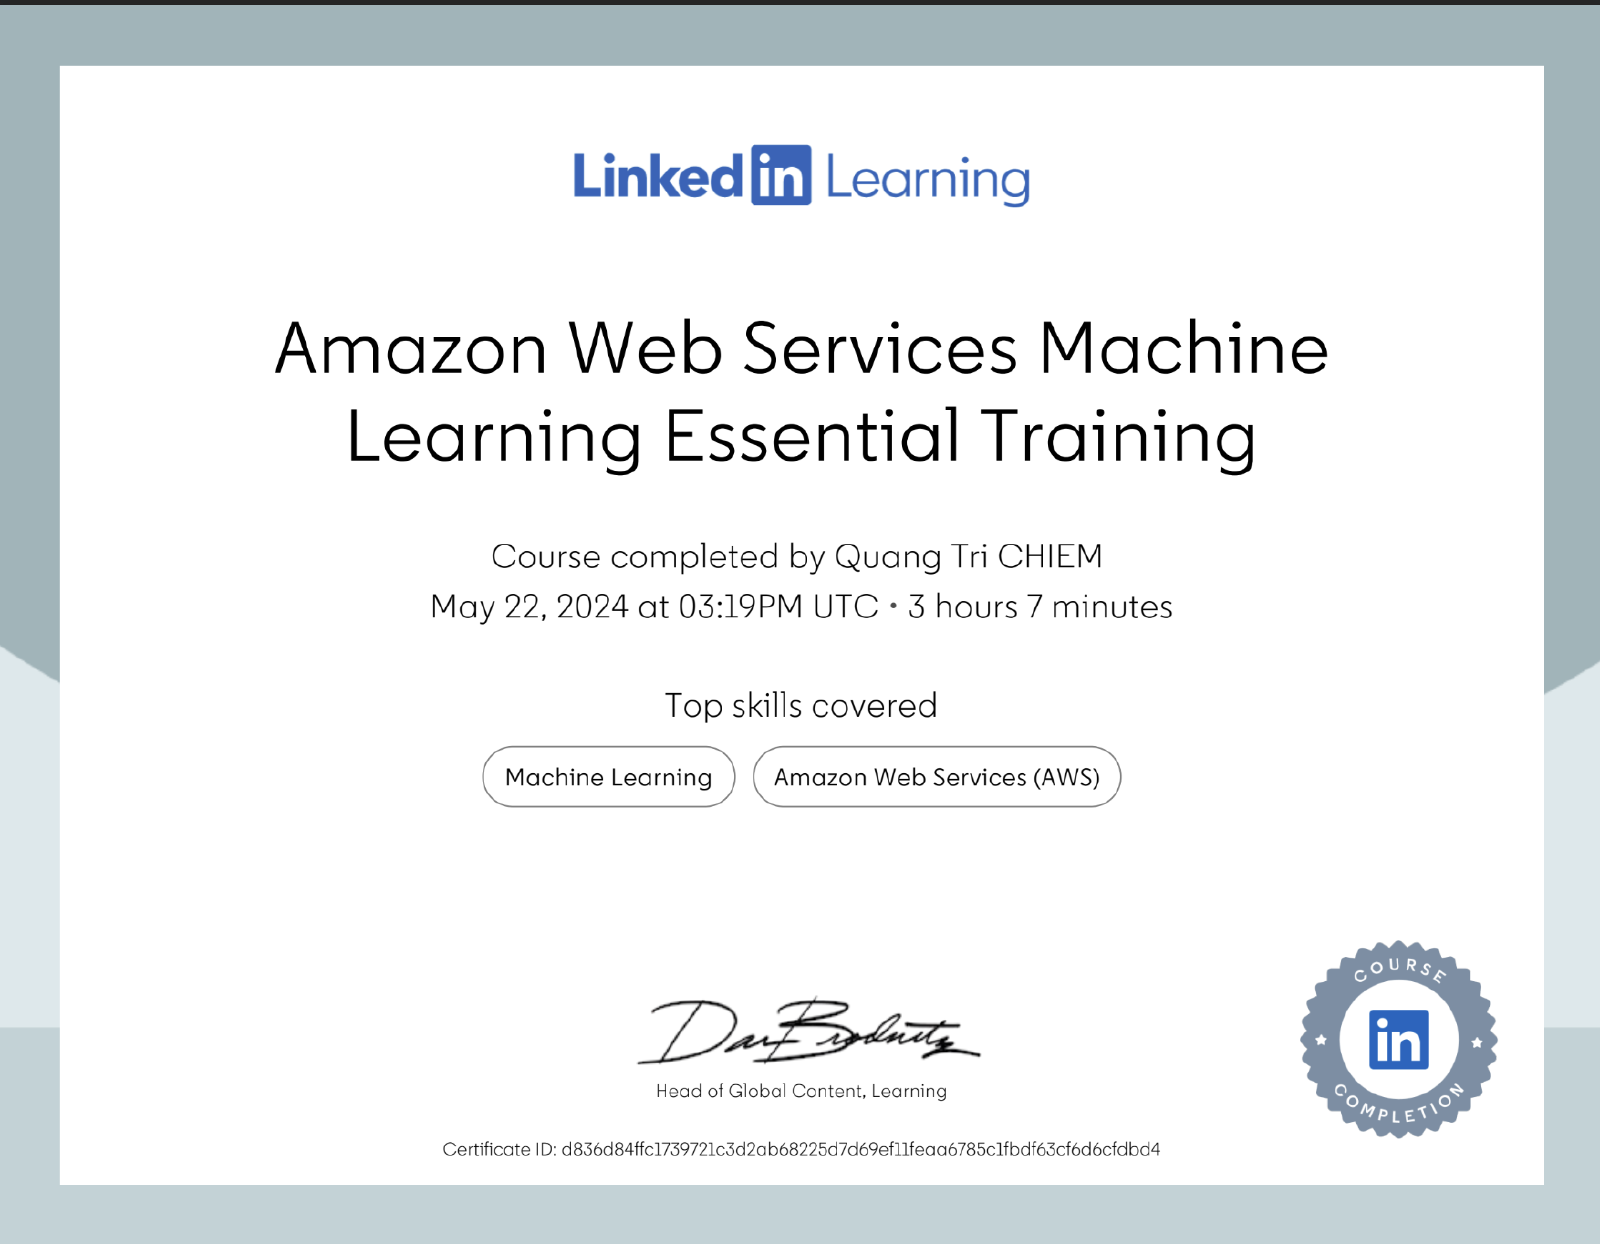 Linked in Learning
Amazon Web Services Machine
Learning Essential Training
Course completed by Quang Tri CHIEM
May 22, 2024 at 03:19PM UTC • 3 hours 7 minutes
Top skills covered
Machine Learning
Amazon Web Services (AWS)
Dan Brodnitz
Head of Global Content, Learning
Certificate ID: d836d84ffc1739721c3d2ab68225d7d69ef11feaa6785c1fbdf63cf6d6cfdbd4
COURSE
in
COMPLETION